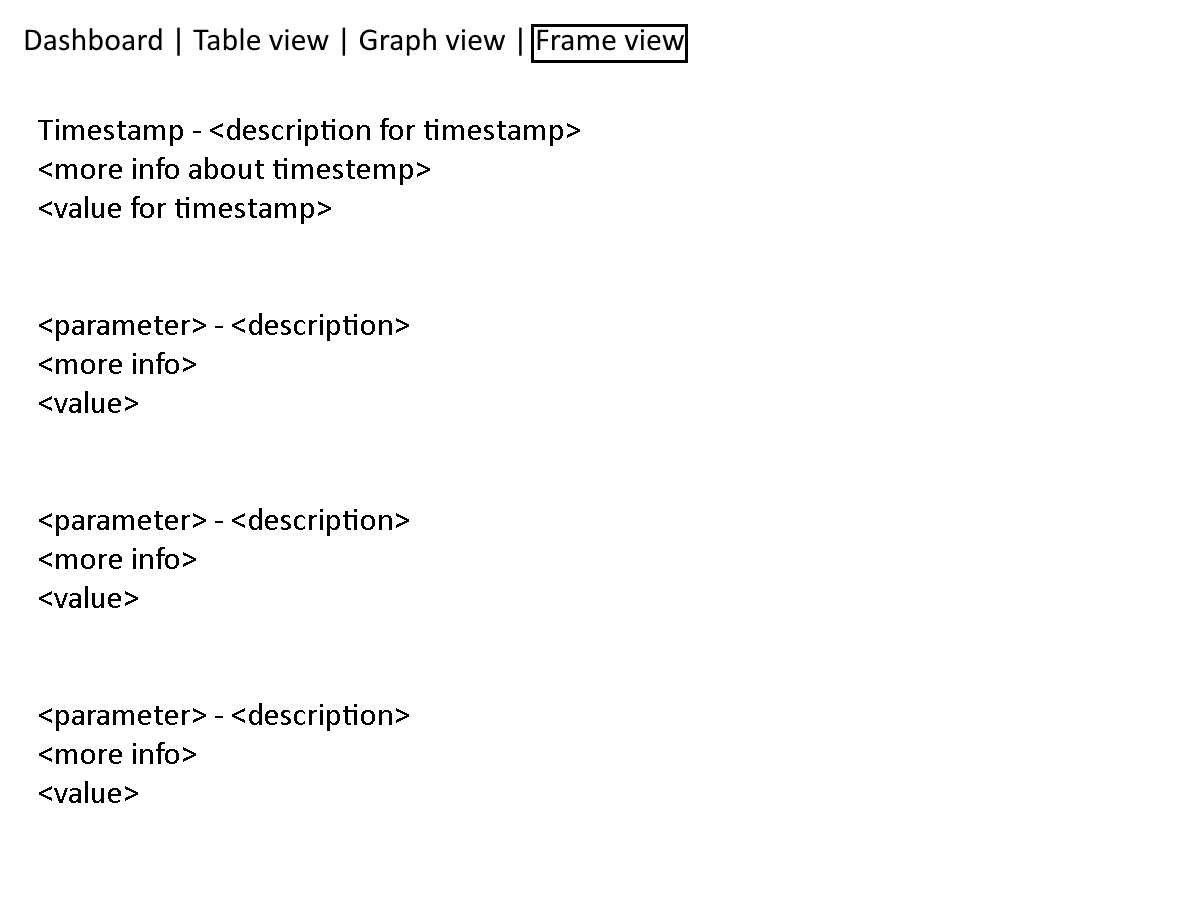 Dashboard | Table view | Graph view | Frame view
Timestamp - <description for timestamp>
<more info about timestemp>
<value for timestamp>
<parameter> - <description>
<more info>
<value>
<parameter> - <description>
<more info>
<value>
<parameter> - <description>
<more info>
<value>